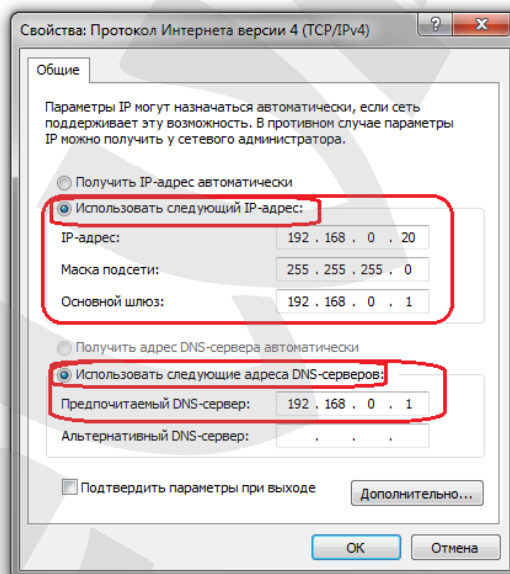 Свойства: Протокол Интернета версии 4 (TCP/IPv4)
?
Общие
Параметры IP могут назначаться автоматически, если сеть
поддерживает эту возможность. В противном случае параметры
IP можно получить у сетевого администратора.
Получить IP-адрес автоматически
Использовать следующий IP-адрес:
IP-адрес: 192 . 168 . 0 . 20
Маска подсети: 255 . 255 . 255 . 0
Основной шлюз: 192 . 168 . 0 . 1
Получить адрес DNS-сервера автоматически
Использовать следующие адреса DNS-серверов:
Предпочитаемый DNS-сервер: 192 . 168 . 0 . 1
Альтернативный DNS-сервер: . . .
Подтвердить параметры при выходе
Дополнительно...
OK Отмена